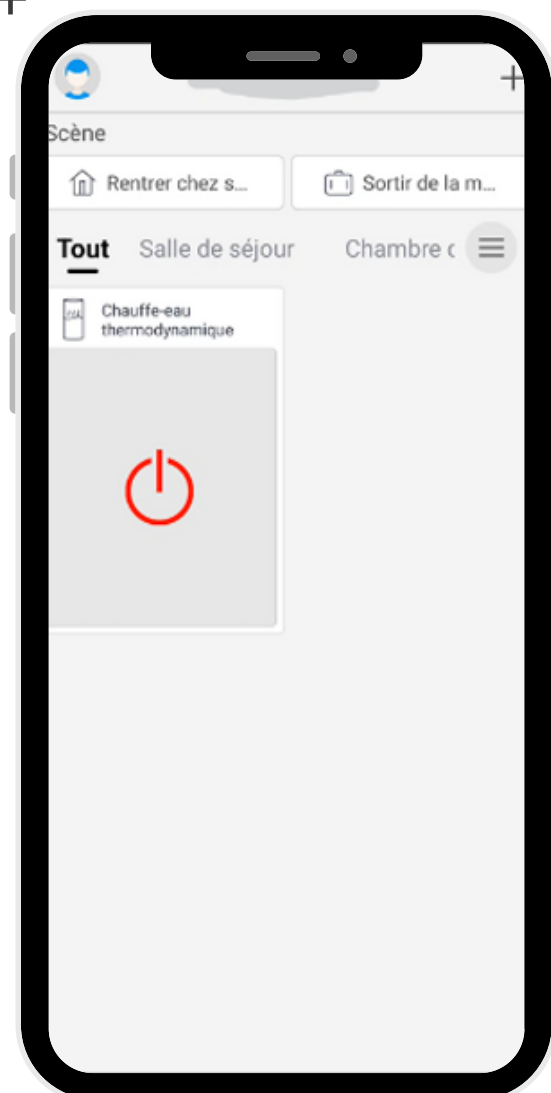 Scène
Rentrer chez s...
Sortir de la m...
Tout
Salle de séjour
Chambre c
Chauffe-eau
thermodynamique